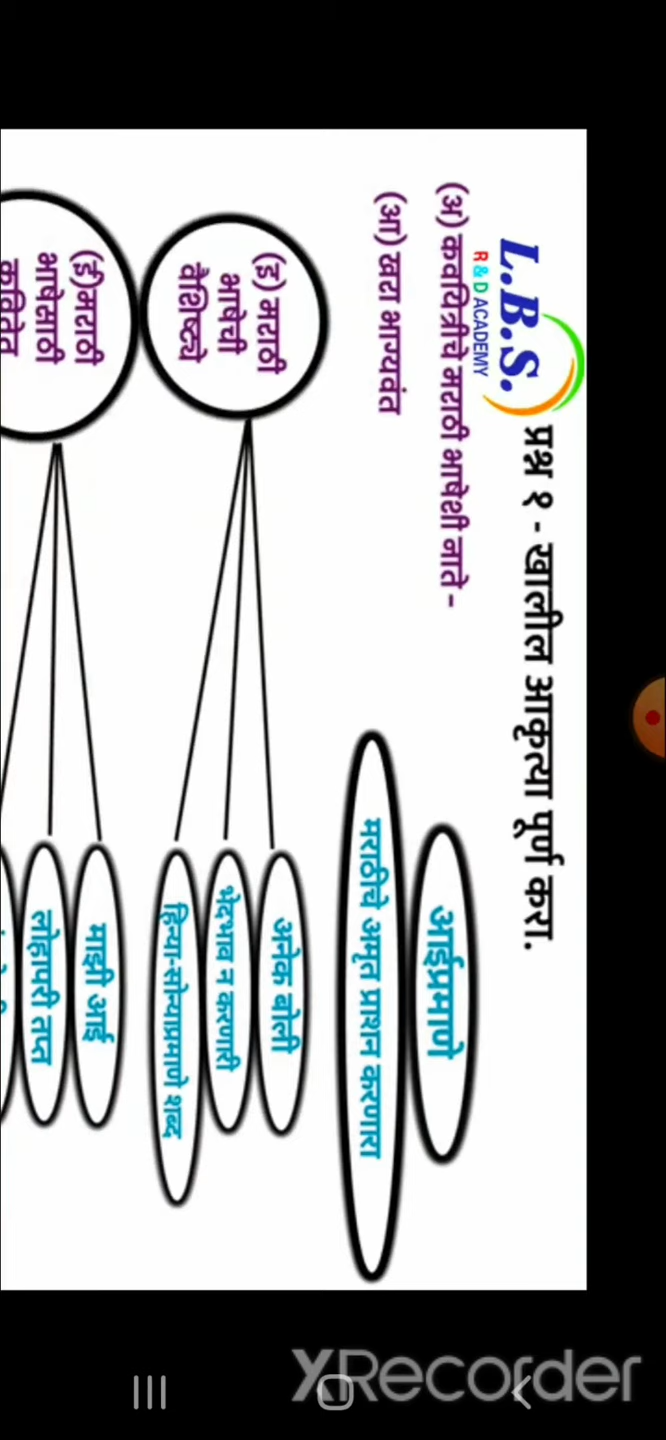 L.B.S.
R & D ACADEMY
प्रश्न १ - खालील आकृत्या पूर्ण करा.
(अ) कवयित्रीचे मराठी भाषेशी नाते -
आईप्रमाणे
(आ) खरा भाग्यवंत
मराठीचे अमृत प्राशन करणारा
(इ) मराठी
भाषेची
वैशिष्ट्ये
अनेक बोली
भेदभाव न करणारी
हिऱ्या-सोन्याप्रमाणे शब्द
(ई)मराठी
भाषेसाठी
कवितेत
माझी आई
लोहापरी तप्त
XRecorder